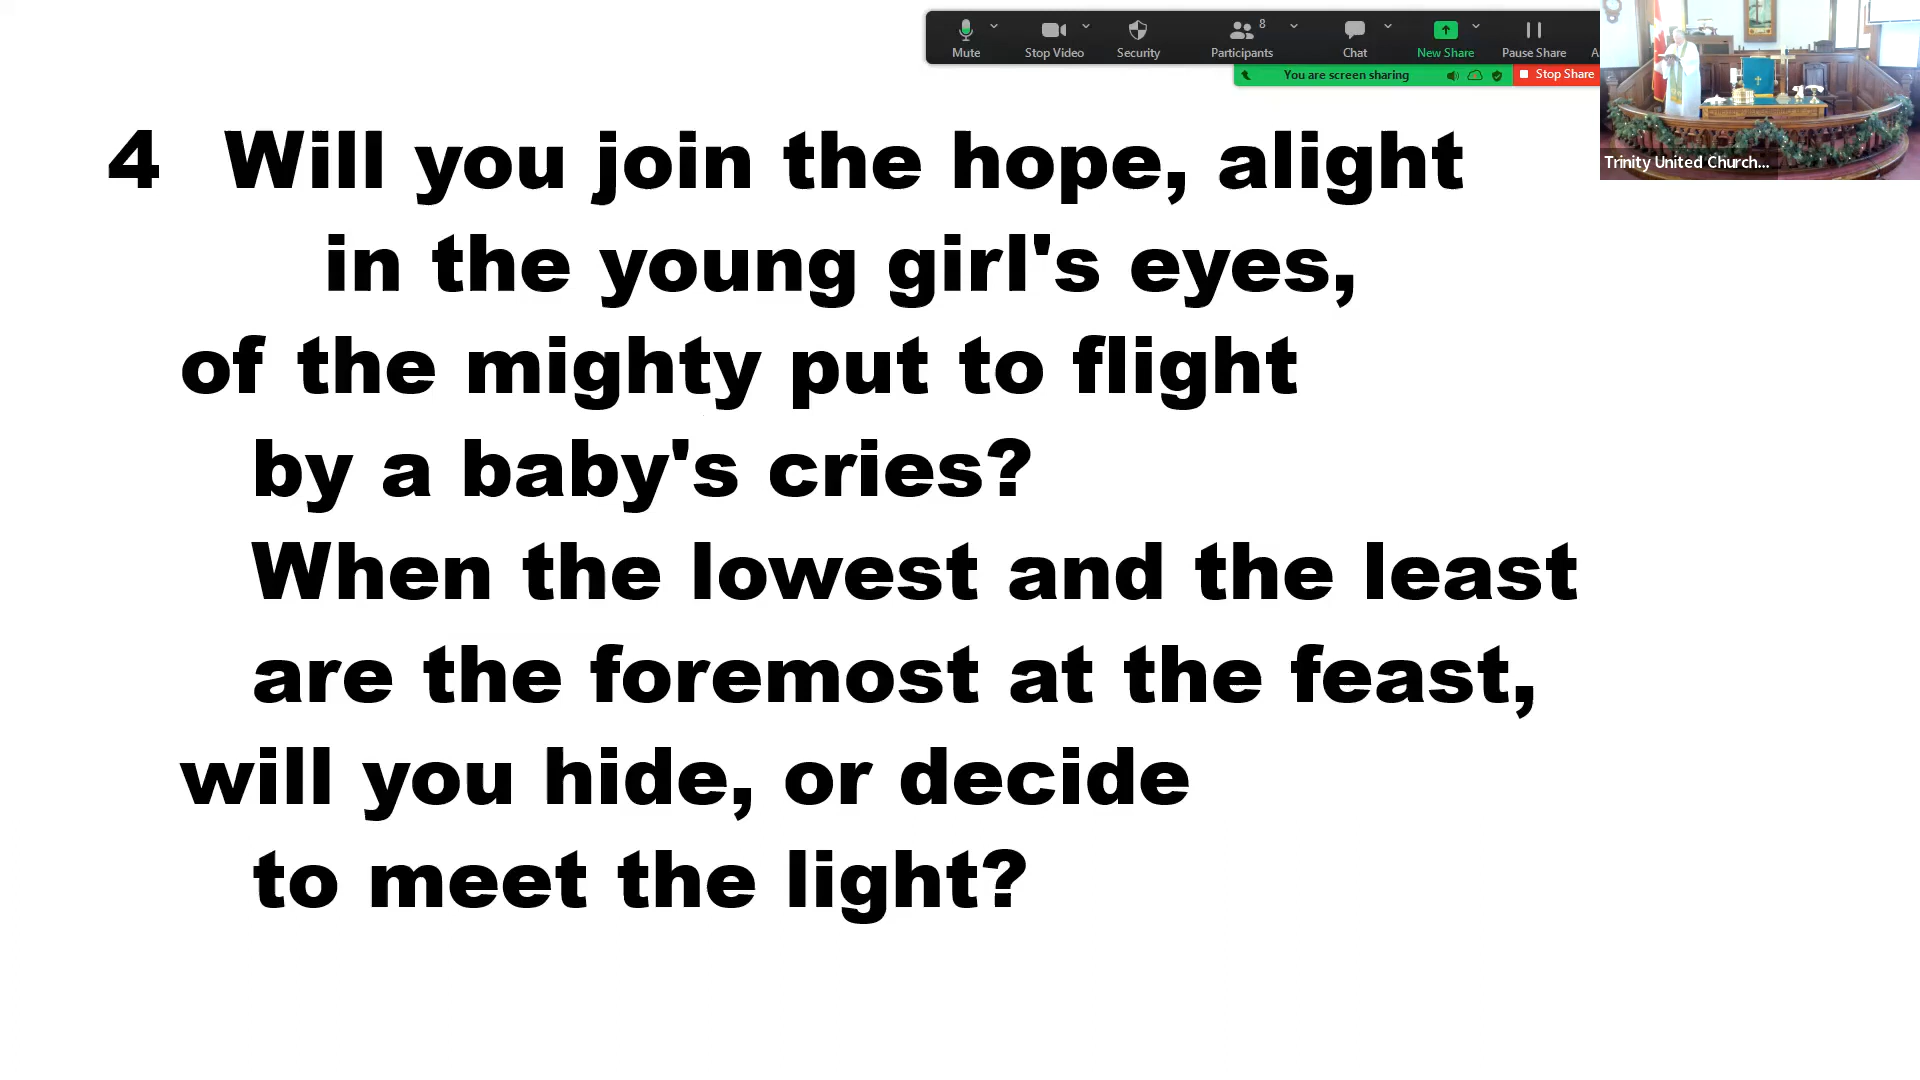 8
Mute
Stop Video
Security
Participants
Chat
New Share
Pause Share
You are screen sharing
Stop Share
Trinity United Church...
4 Will you join the hope, alight
in the young girl's eyes,
of the mighty put to flight
by a baby's cries?
When the lowest and the least
are the foremost at the feast,
will you hide, or decide
to meet the light?